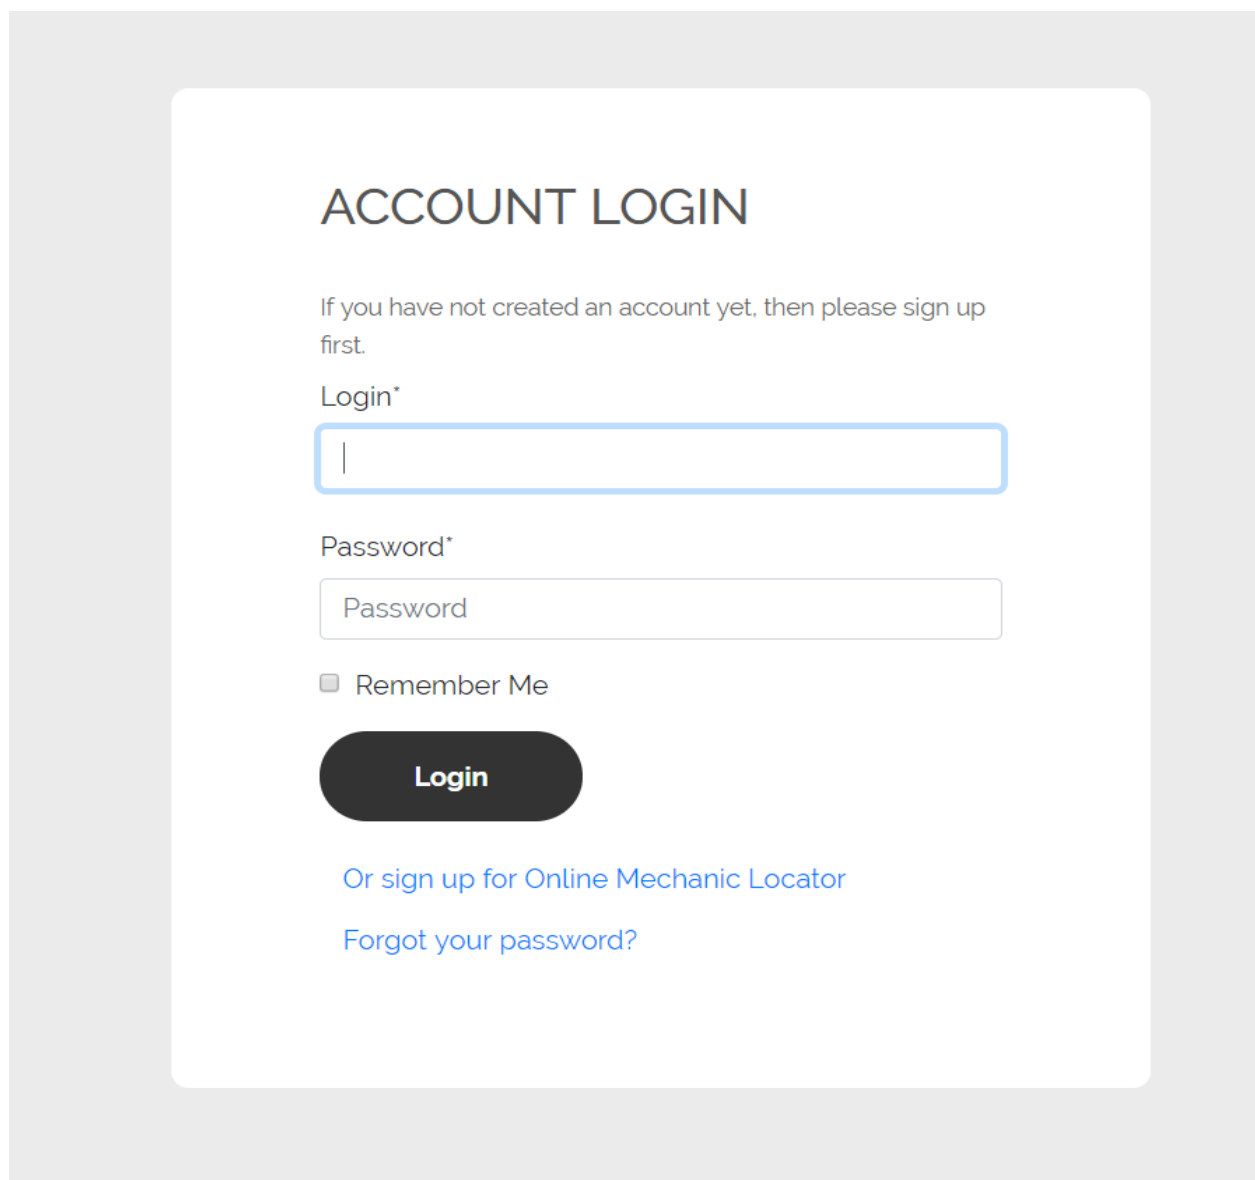 ACCOUNT LOGIN
If you have not created an account yet, then please sign up
first.
Login*
Password*
Password
Remember Me
Login
Or sign up for Online Mechanic Locator
Forgot your password?